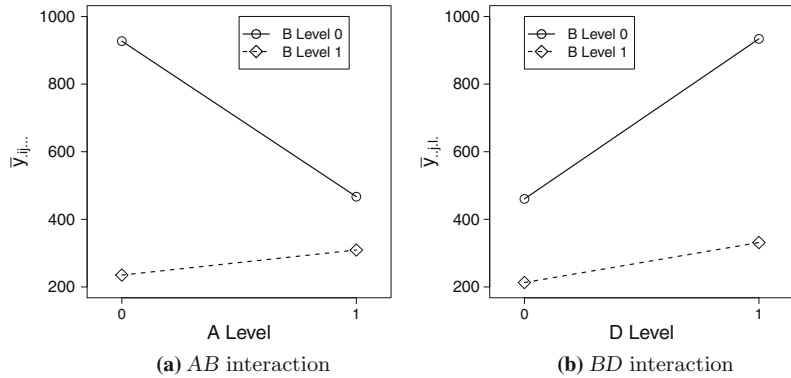 1000
800
600
400
200
y̅.ij...
B Level 0
B Level 1
0
1
A Level
(a) AB interaction
1000
800
600
400
200
y̅..j.l.
B Level 0
B Level 1
0
1
D Level
(b) BD interaction